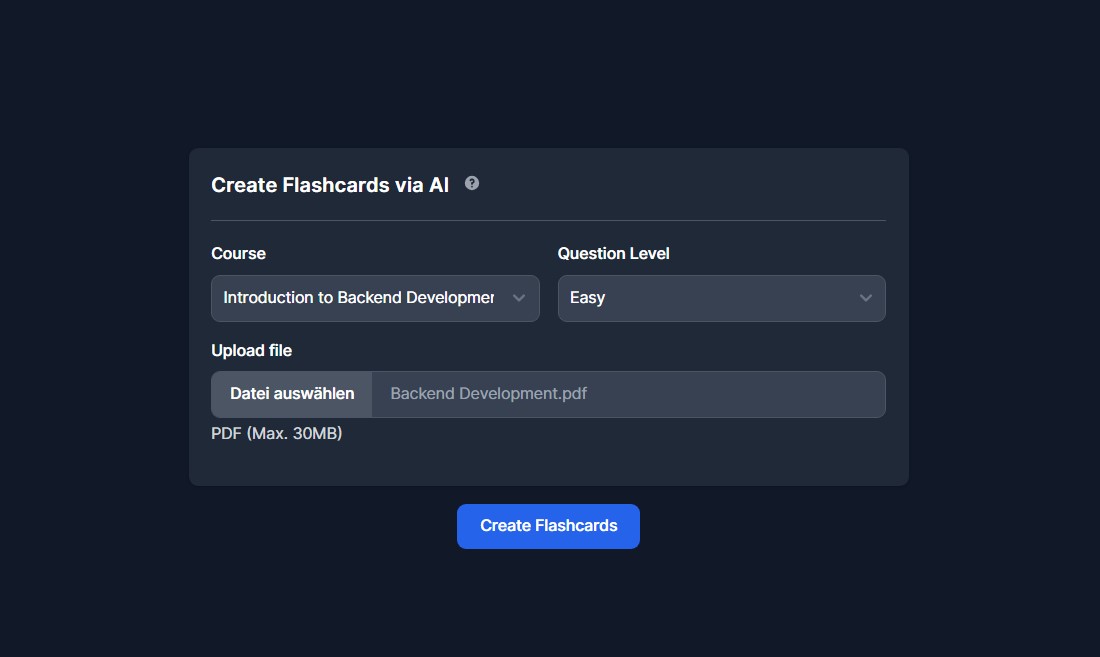 Create Flashcards via AI ?
Course
Question Level
Introduction to Backend Developmer
Easy
Upload file
Datei auswählen Backend Development.pdf
PDF (Max. 30MB)
Create Flashcards